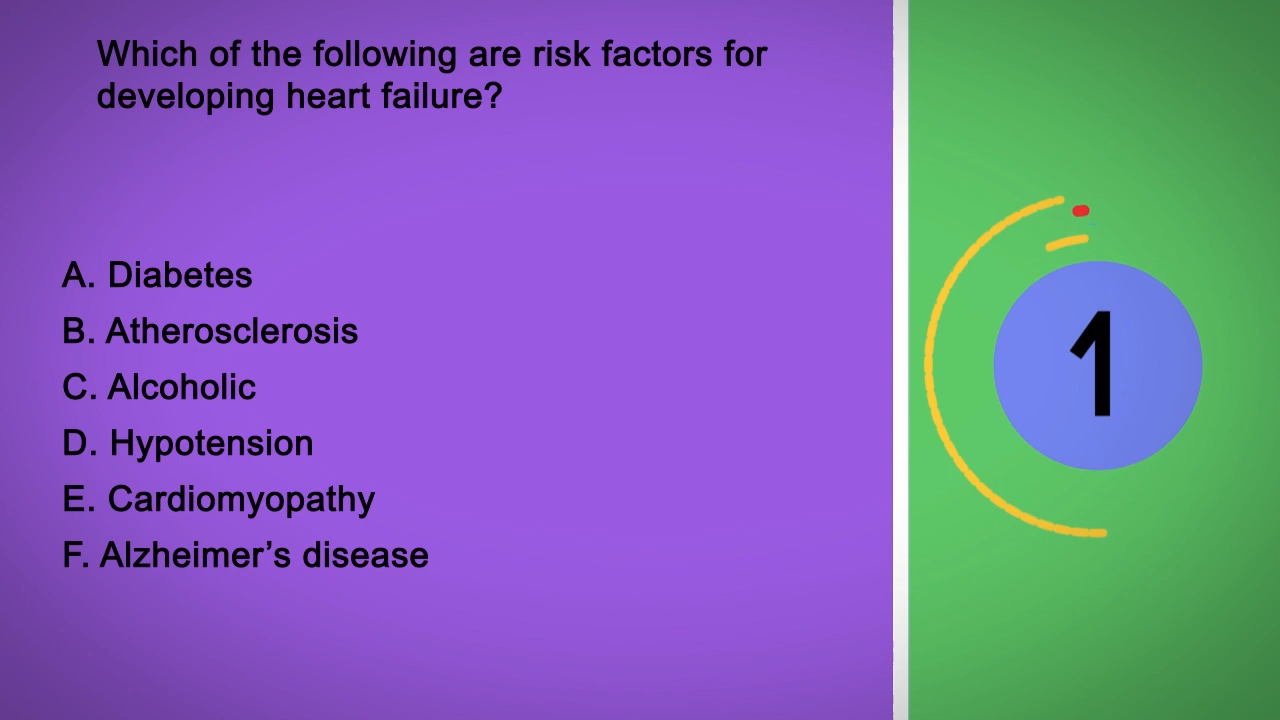 Which of the following are risk factors for
developing heart failure?
A. Diabetes
B. Atherosclerosis
C. Alcoholic
D. Hypotension
E. Cardiomyopathy
F. Alzheimer’s disease
1